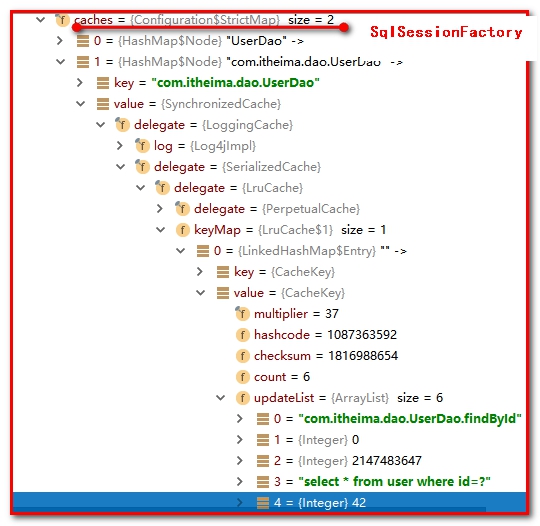 caches = {Configuration$StrictMap} size = 2
SqlSessionFactory
0 = {HashMap$Node} "UserDao" ->
1 = {HashMap$Node} "com.itheima.dao.UserDao" ->
key = "com.itheima.dao.UserDao"
value = {SynchronizedCache}
delegate = {LoggingCache}
log = {Log4jImpl}
delegate = {SerializedCache}
delegate = {LruCache}
delegate = {PerpetualCache}
keyMap = {LruCache$1} size = 1
0 = {LinkedHashMap$Entry} "" ->
key = {CacheKey}
value = {CacheKey}
multiplier = 37
hashcode = 1087363592
checksum = 1816988654
count = 6
updateList = {ArrayList} size = 6
0 = "com.itheima.dao.UserDao.findById"
1 = {Integer} 0
2 = {Integer} 2147483647
3 = "select * from user where id=?"
4 = {Integer} 42